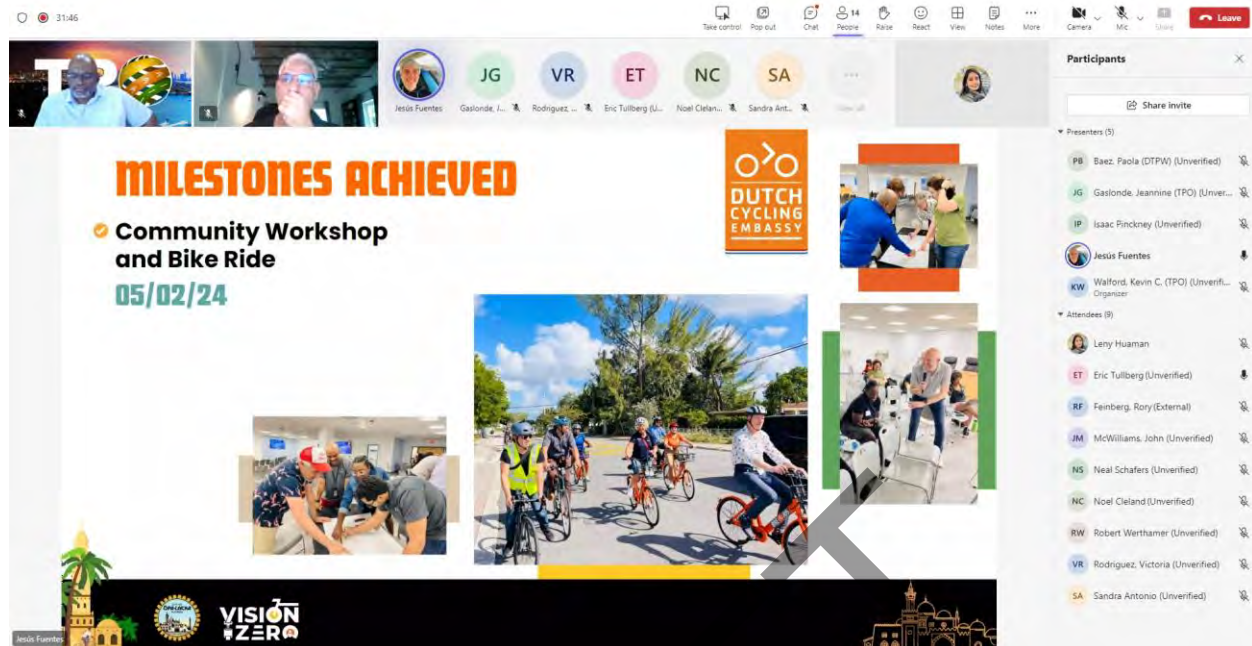 31:46
Take control
Pop out
Chat
14
People
Raise
React
View
Notes
More
Camera
Mic
Share
Leave
TPO
JG
VR
ET
NC
SA
...
Jesús Fuentes
Gaslonde, J...
Rodriguez, ...
Eric Tullberg (U...
Noel Clelan...
Sandra Ant...
View all
MILESTONES ACHIEVED
Community Workshop
and Bike Ride
05/02/24
DUTCH
CYCLING
EMBASSY
VISION
ZERO
Jesús Fuentes
Participants
Share invite
Presenters (5)
PB Baez, Paola (DTPW) (Unverified)
JG Gaslonde, Jeannine (TPO) (Unver...
IP Isaac Pinckney (Unverified)
Jesús Fuentes
KW Walford, Kevin C. (TPO) (Unverifi...
Organizer
Attendees (9)
Leny Huaman
ET Eric Tullberg (Unverified)
RF Feinberg, Rory (External)
JM McWilliams, John (Unverified)
NS Neal Schafers (Unverified)
NC Noel Cleland (Unverified)
RW Robert Werthamer (Unverified)
VR Rodriguez, Victoria (Unverified)
SA Sandra Antonio (Unverified)